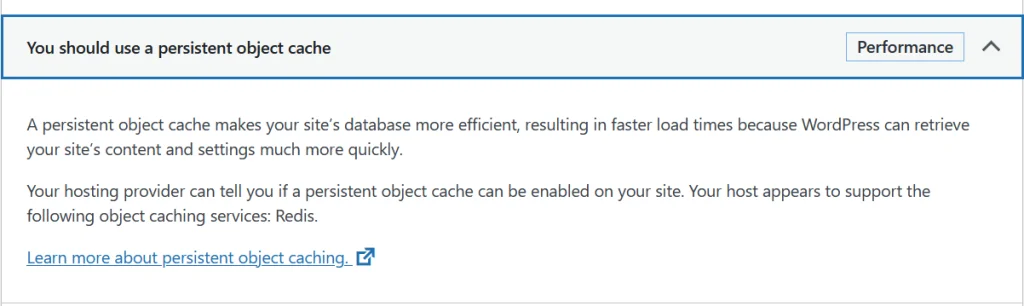 You should use a persistent object cache
Performance
A persistent object cache makes your site’s database more efficient, resulting in faster load times because WordPress can retrieve
your site’s content and settings much more quickly.
Your hosting provider can tell you if a persistent object cache can be enabled on your site. Your host appears to support the
following object caching services: Redis.
Learn more about persistent object caching.